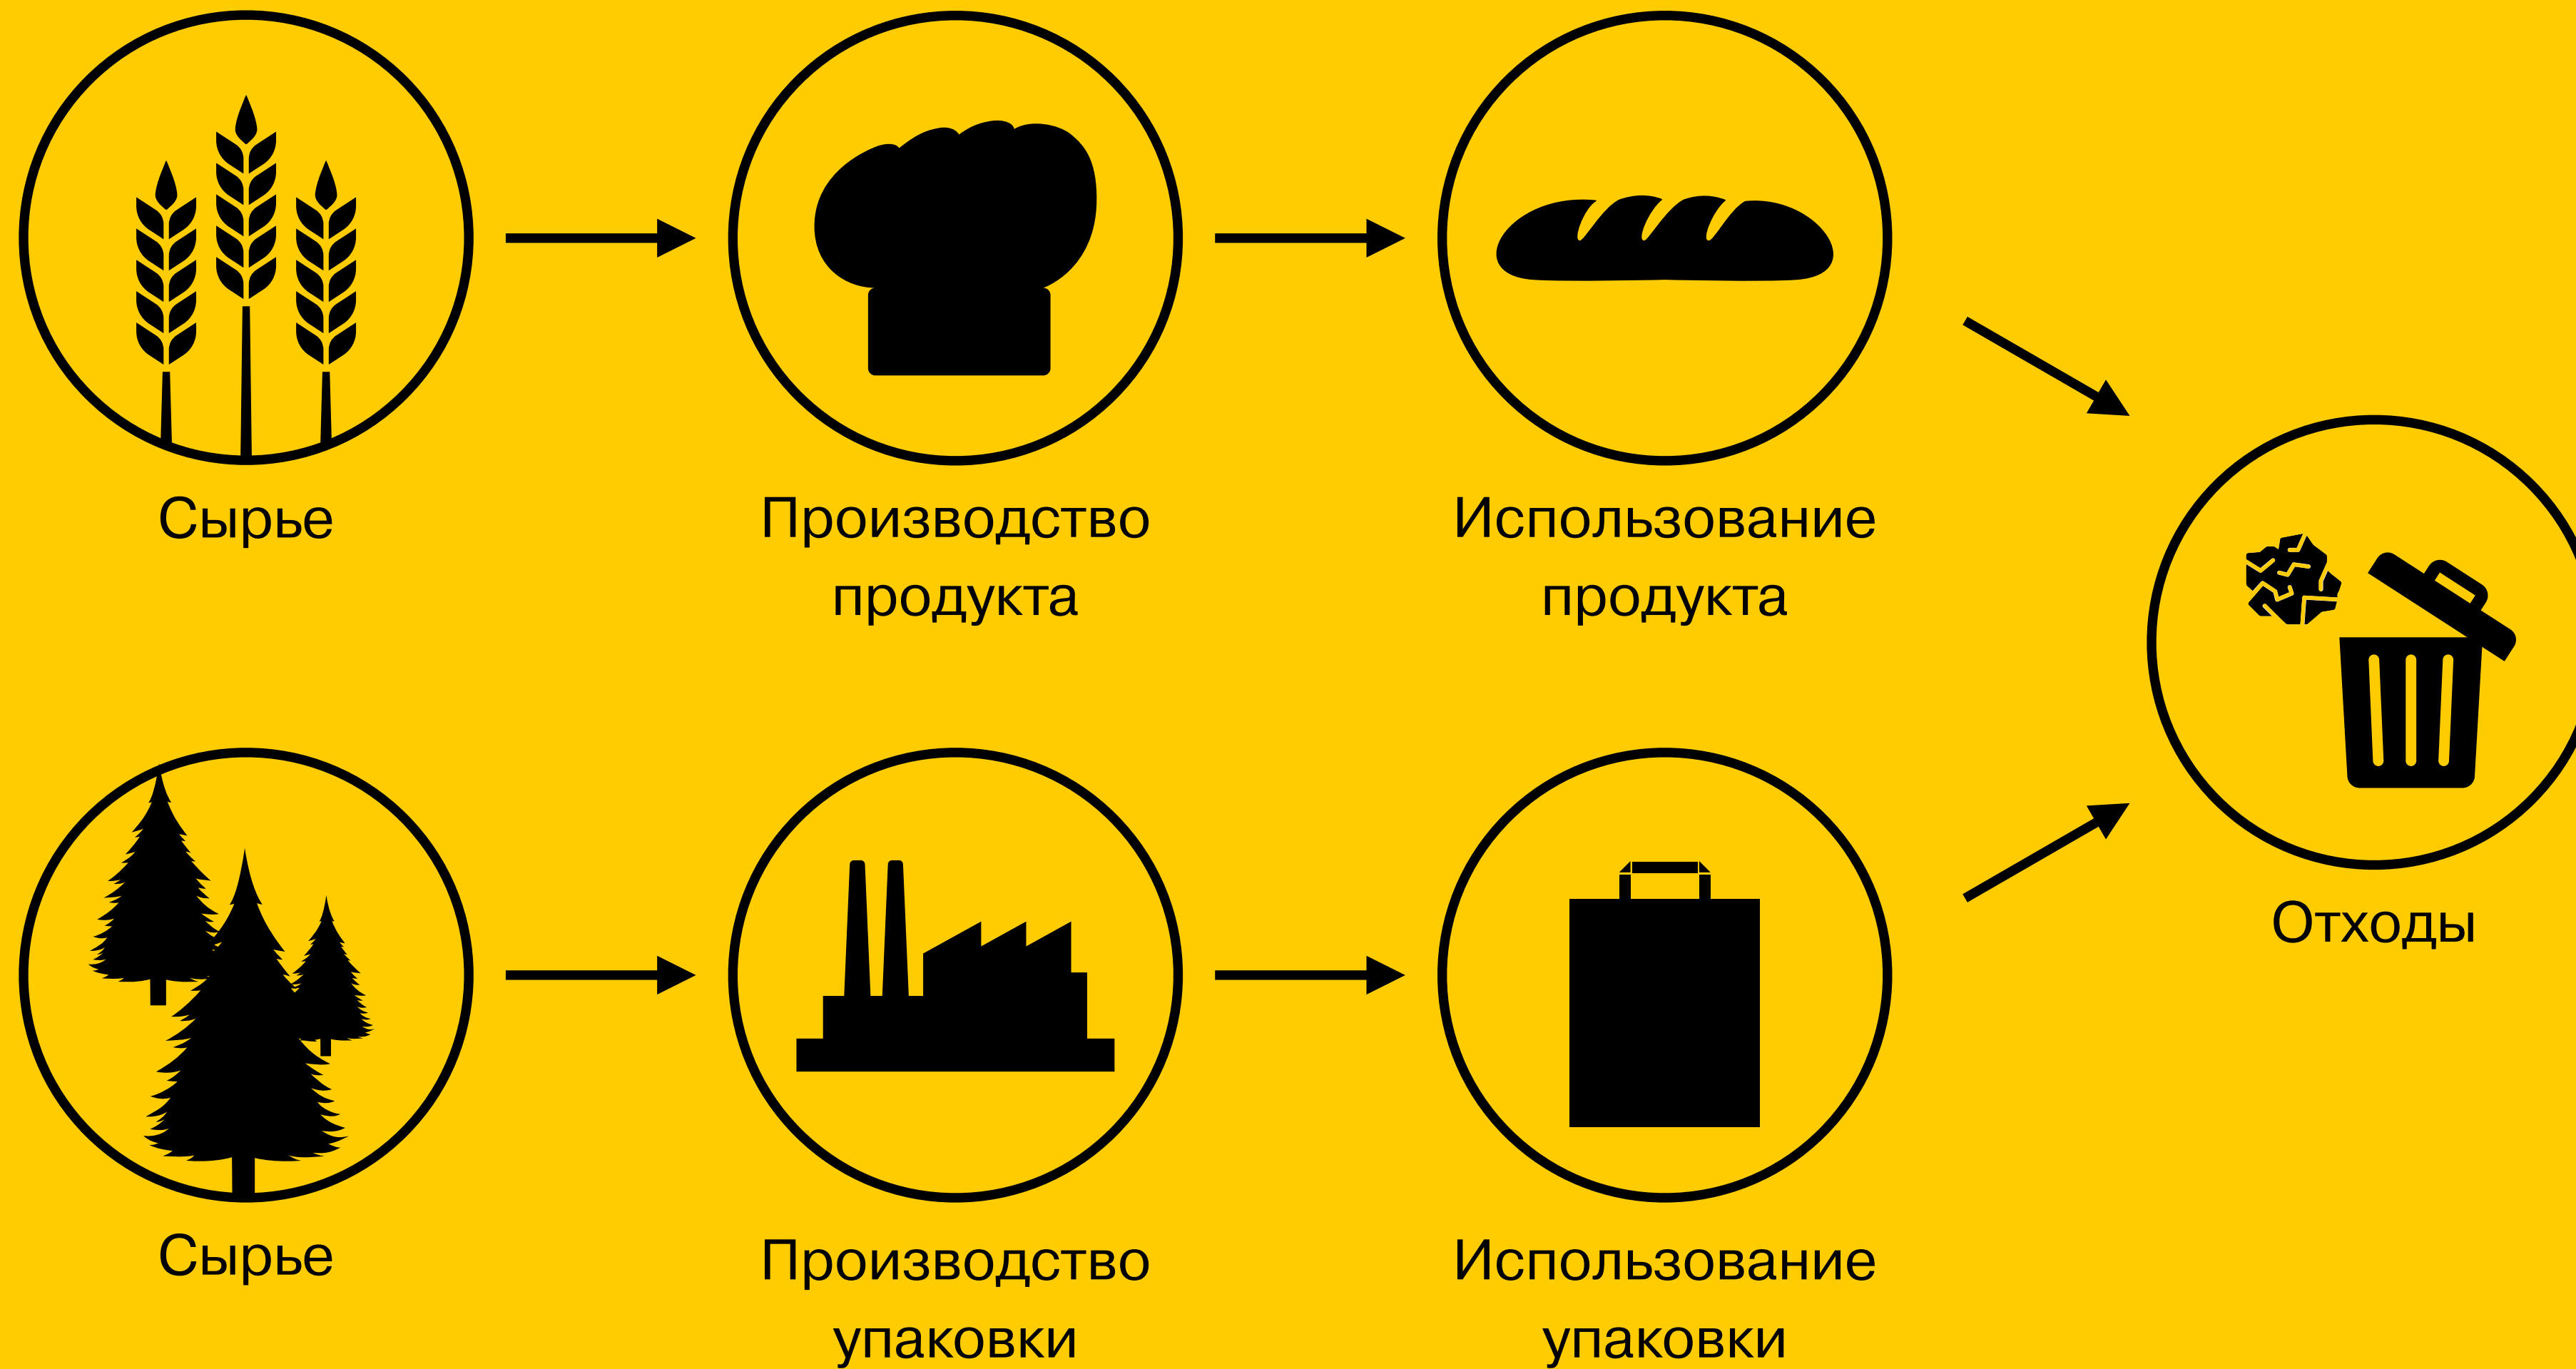 Сырье
Производство
продукта
Использование
продукта
Отходы
Сырье
Производство
упаковки
Использование
упаковки